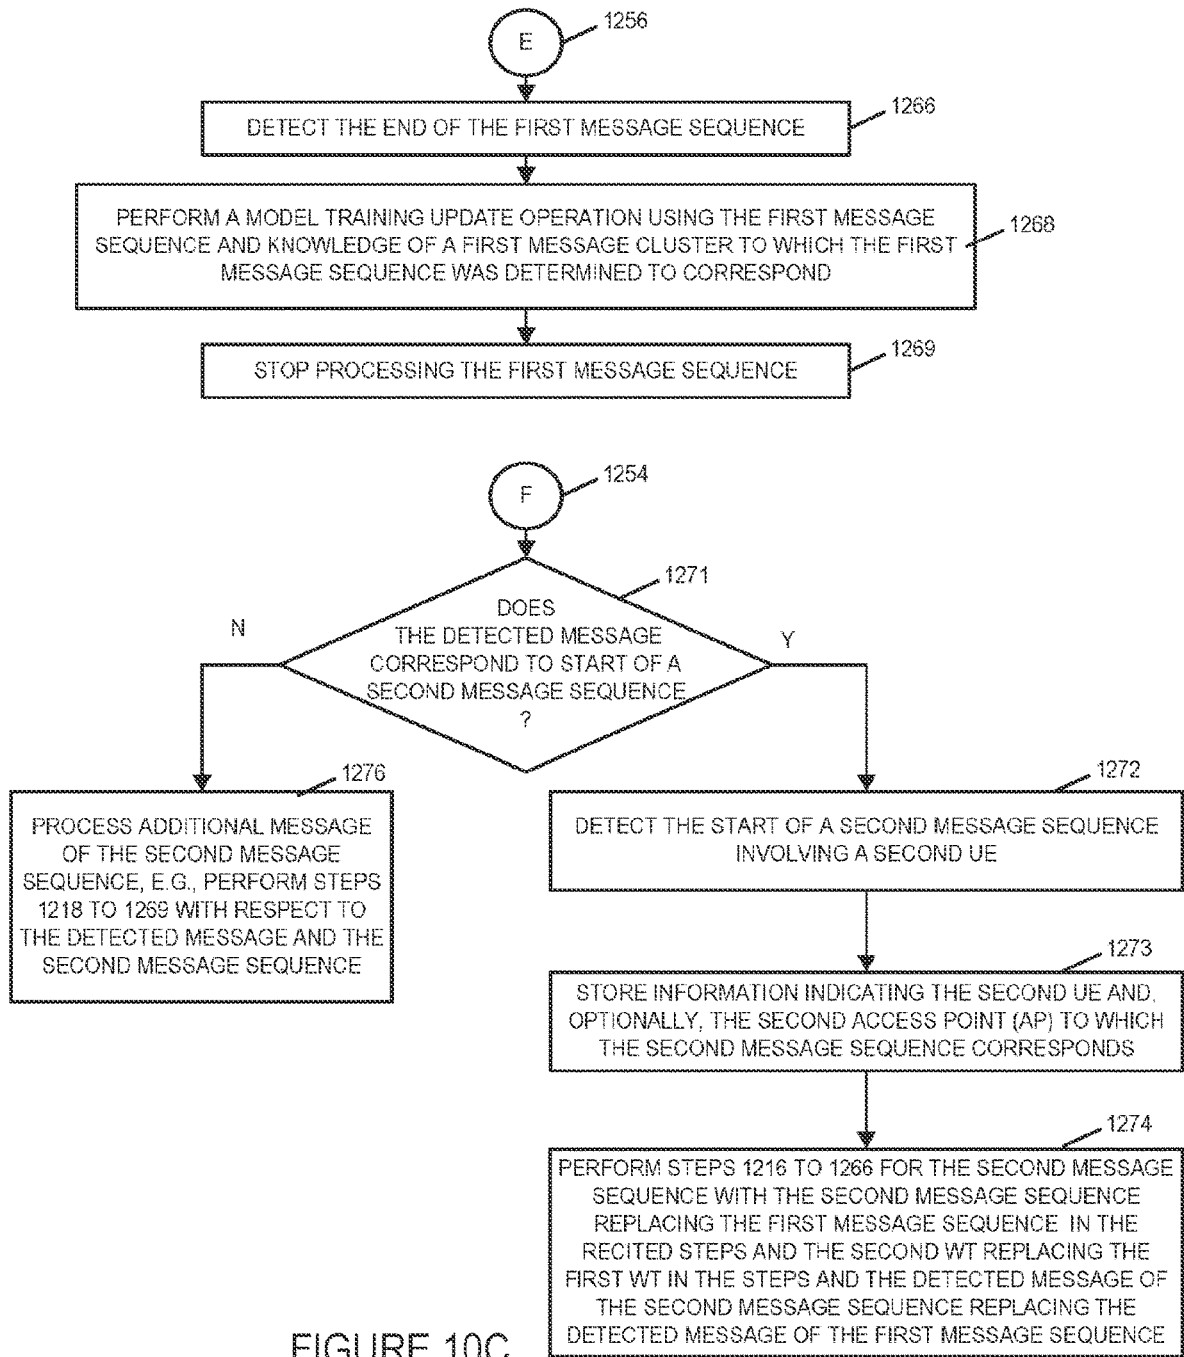 E
1256
DETECT THE END OF THE FIRST MESSAGE SEQUENCE
1266
PERFORM A MODEL TRAINING UPDATE OPERATION USING THE FIRST MESSAGE
SEQUENCE AND KNOWLEDGE OF A FIRST MESSAGE CLUSTER TO WHICH THE FIRST
MESSAGE SEQUENCE WAS DETERMINED TO CORRESPOND
1268
STOP PROCESSING THE FIRST MESSAGE SEQUENCE
1269
F
1254
1271
DOES
THE DETECTED MESSAGE
CORRESPOND TO START OF A
SECOND MESSAGE SEQUENCE
?
N
Y
1276
PROCESS ADDITIONAL MESSAGE
OF THE SECOND MESSAGE
SEQUENCE, E.G., PERFORM STEPS
1218 TO 1269 WITH RESPECT TO
THE DETECTED MESSAGE AND THE
SECOND MESSAGE SEQUENCE
1272
DETECT THE START OF A SECOND MESSAGE SEQUENCE
INVOLVING A SECOND UE
1273
STORE INFORMATION INDICATING THE SECOND UE AND,
OPTIONALLY, THE SECOND ACCESS POINT (AP) TO WHICH
THE SECOND MESSAGE SEQUENCE CORRESPONDS
1274
PERFORM STEPS 1216 TO 1266 FOR THE SECOND MESSAGE
SEQUENCE WITH THE SECOND MESSAGE SEQUENCE
REPLACING THE FIRST MESSAGE SEQUENCE IN THE
RECITED STEPS AND THE SECOND WT REPLACING THE
FIRST WT IN THE STEPS AND THE DETECTED MESSAGE OF
THE SECOND MESSAGE SEQUENCE REPLACING THE
DETECTED MESSAGE OF THE FIRST MESSAGE SEQUENCE
FIGURE 10C